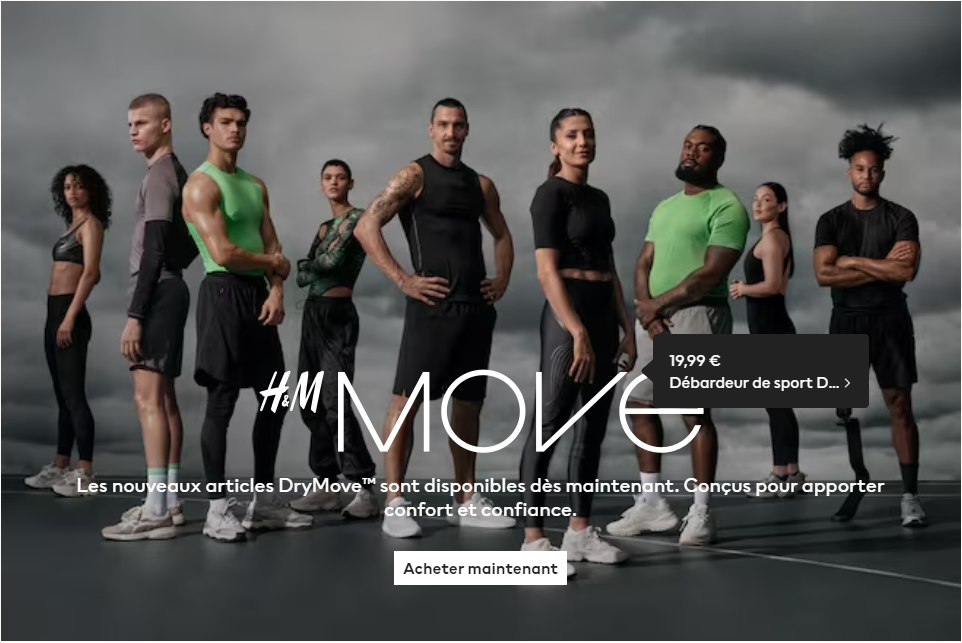 19,99 €
Débardeur de sport D...
H&M MOVE
Les nouveaux articles DryMove™ sont disponibles dès maintenant. Conçus pour apporter
confort et confiance.
Acheter maintenant